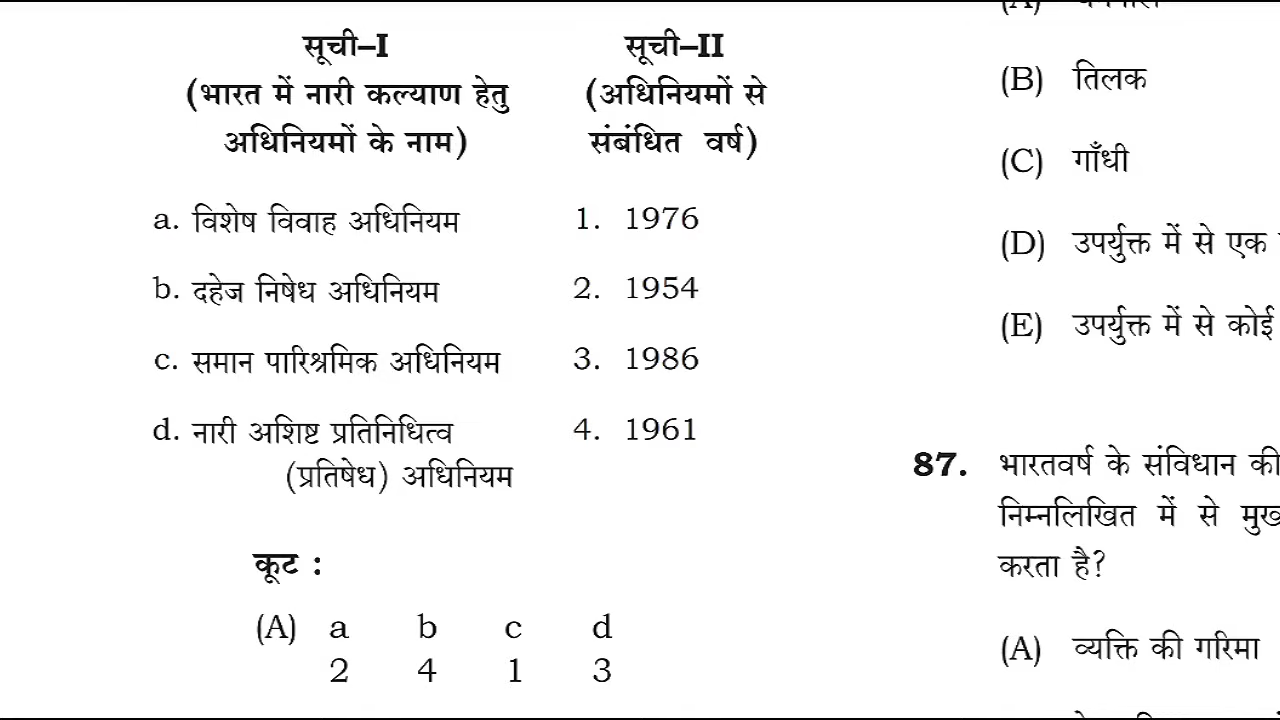 सूची–I सूची–II
(भारत में नारी कल्याण हेतु (अधिनियमों से
अधिनियमों के नाम) संबंधित वर्ष)
a. विशेष विवाह अधिनियम 1. 1976
b. दहेज निषेध अधिनियम 2. 1954
c. समान पारिश्रमिक अधिनियम 3. 1986
d. नारी अशिष्ट प्रतिनिधित्व 4. 1961
(प्रतिषेध) अधिनियम
कूट :
(A) a b c d
2 4 1 3
(B) तिलक
(C) गाँधी
(D) उपर्युक्त में से एक
(E) उपर्युक्त में से कोई
87. भारतवर्ष के संविधान की
निम्नलिखित में से
करता है?
(A) व्यक्ति की गरिमा